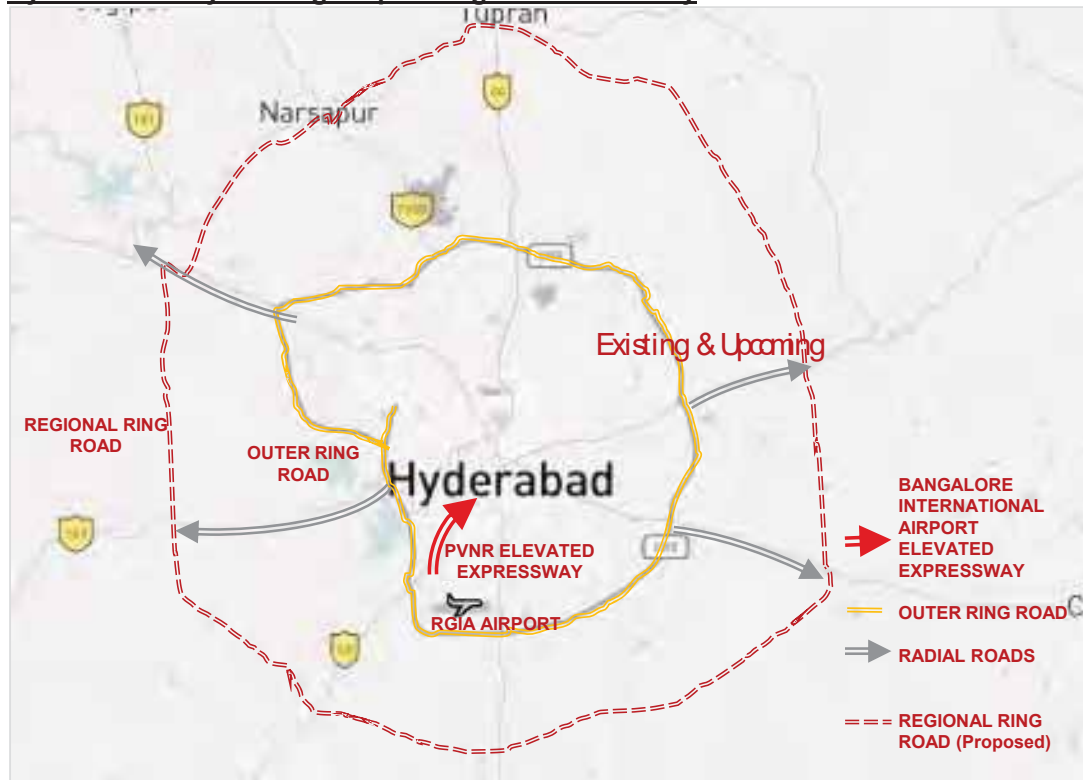 Tupran
Narsapur
Existing & Upcoming
REGIONAL RING
ROAD
OUTER RING
ROAD
Hyderabad
PVNR ELEVATED
EXPRESSWAY
RGIA AIRPORT
BANGALORE
INTERNATIONAL
AIRPORT
ELEVATED
EXPRESSWAY
OUTER RING ROAD
RADIAL ROADS
REGIONAL RING
ROAD (Proposed)